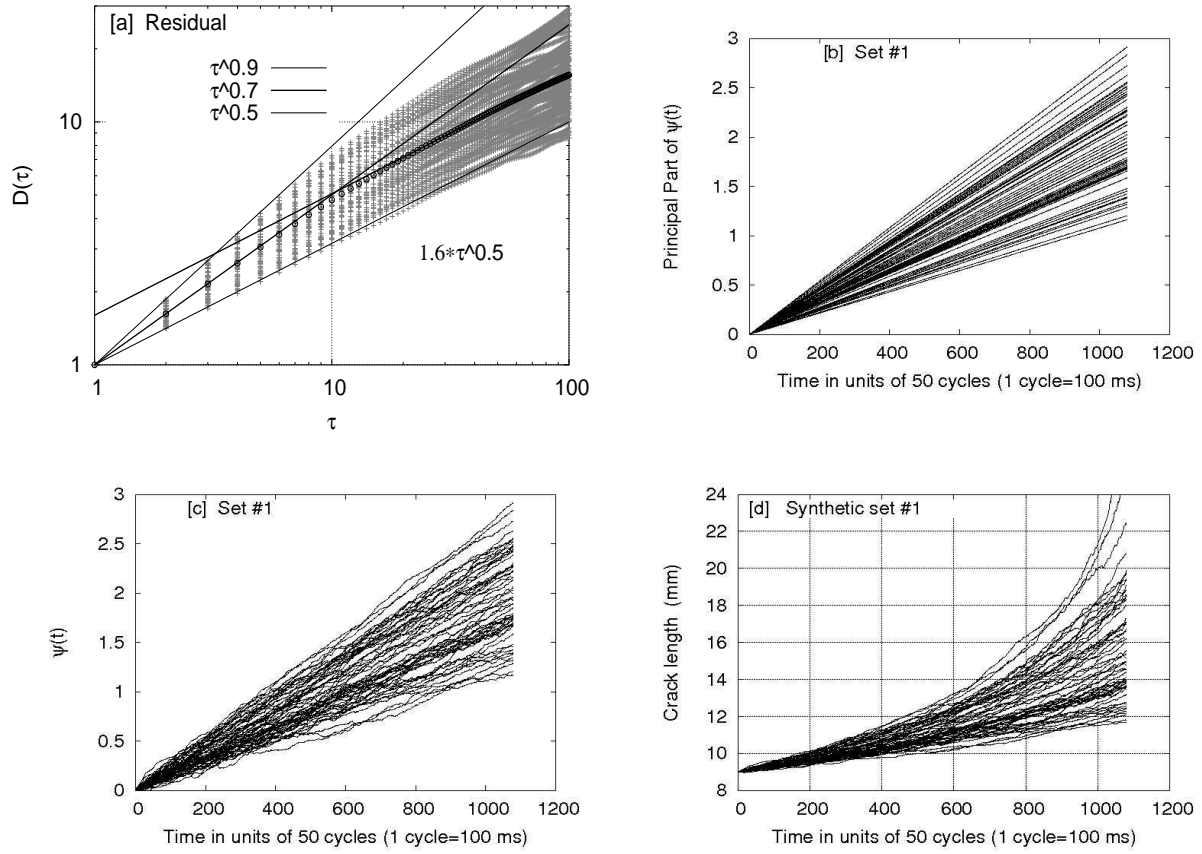 [a] Residual
τ^0.9
τ^0.7
τ^0.5
1.6*τ^0.5
D(τ)
10
1
1 10 100
τ
[b] Set #1
Principal Part of ψ(t)
3
2.5
2
1.5
1
0.5
0
0 200 400 600 800 1000 1200
Time in units of 50 cycles (1 cycle=100 ms)
[c] Set #1
ψ(t)
3
2.5
2
1.5
1
0.5
0
0 200 400 600 800 1000 1200
Time in units of 50 cycles (1 cycle=100 ms)
[d] Synthetic set #1
Crack length (mm)
24
22
20
18
16
14
12
10
8
0 200 400 600 800 1000 1200
Time in units of 50 cycles (1 cycle=100 ms)